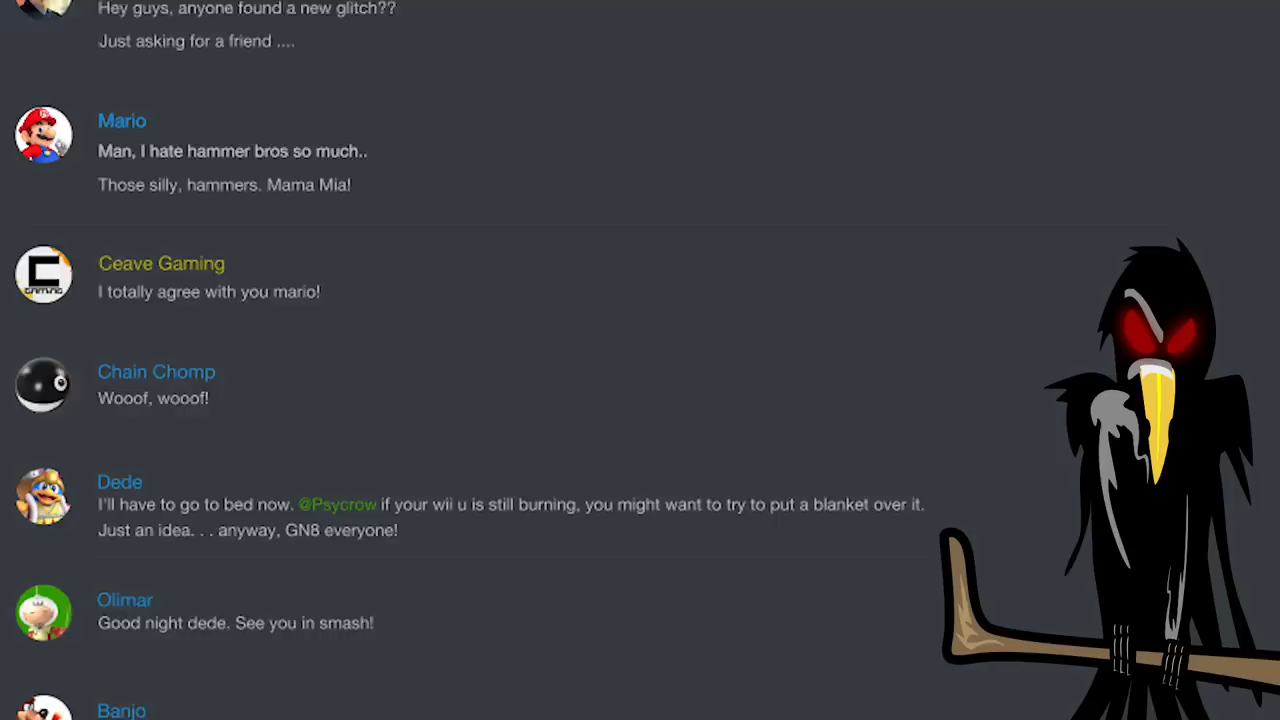 Hey guys, anyone found a new glitch??
Just asking for a friend ....
Mario
Man, I hate hammer bros so much..
Those silly, hammers. Mama Mia!
Ceave Gaming
C
GAMING
I totally agree with you mario!
Chain Chomp
Wooof, wooof!
Dede
I'll have to go to bed now. @Psycrow if your wii u is still burning, you might want to try to put a blanket over it.
Just an idea. . . anyway, GN8 everyone!
Olimar
Good night dede. See you in smash!
Banjo